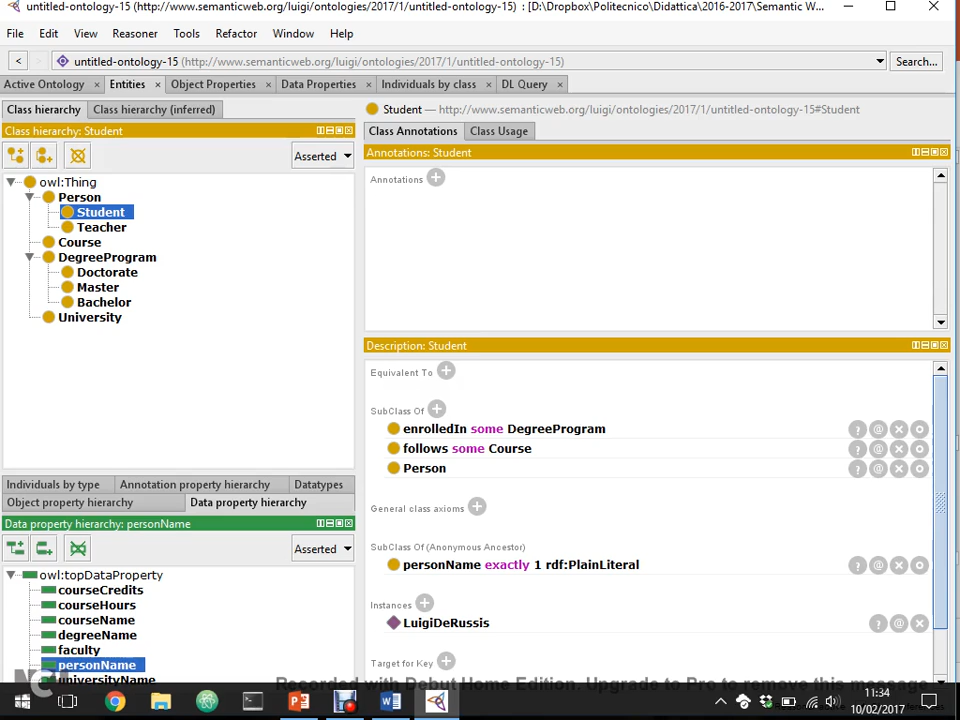 untitled-ontology-15 (http://www.semanticweb.org/luigi/ontologies/2017/1/untitled-ontology-15) : [D:\Dropbox\Politecnico\Didattica\2016-2017\Semantic W...
File Edit View Reasoner Tools Refactor Window Help
< > untitled-ontology-15 (http://www.semanticweb.org/luigi/ontologies/2017/1/untitled-ontology-15) Search...
Active Ontology × Entities × Object Properties × Data Properties × Individuals by class × DL Query ×
Class hierarchy Class hierarchy (inferred)
Class hierarchy: Student
Asserted
owl:Thing
Person
Student
Teacher
Course
DegreeProgram
Doctorate
Master
Bachelor
University
Individuals by type Annotation property hierarchy Datatypes
Object property hierarchy Data property hierarchy
Data property hierarchy: personName
Asserted
owl:topDataProperty
courseCredits
courseHours
courseName
degreeName
faculty
personName
universityName
Student — http://www.semanticweb.org/luigi/ontologies/2017/1/untitled-ontology-15#Student
Class Annotations Class Usage
Annotations: Student
Annotations
Description: Student
Equivalent To
SubClass Of
enrolledIn some DegreeProgram
follows some Course
Person
General class axioms
SubClass Of (Anonymous Ancestor)
personName exactly 1 rdf:PlainLiteral
Instances
LuigiDeRussis
Target for Key
Recorded with Debut Home Edition. Upgrade to Pro to remove this message
11:34
10/02/2017